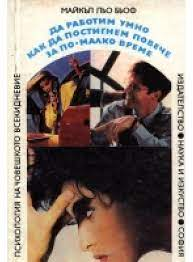 МАЙКЪЛ ЛЬО БЬОФ
ДА РАБОТИМ УМНО
КАК ДА ПОСТИГНЕМ ПОВЕЧЕ
ЗА ПО-МАЛКО ВРЕМЕ
ПСИХОЛОГИЯ НА ЧОВЕШКОТО ВСЕКИДНЕВИЕ
ИЗДАТЕЛСТВО • НАУКА И ИЗКУСТВО • СОФИЯ